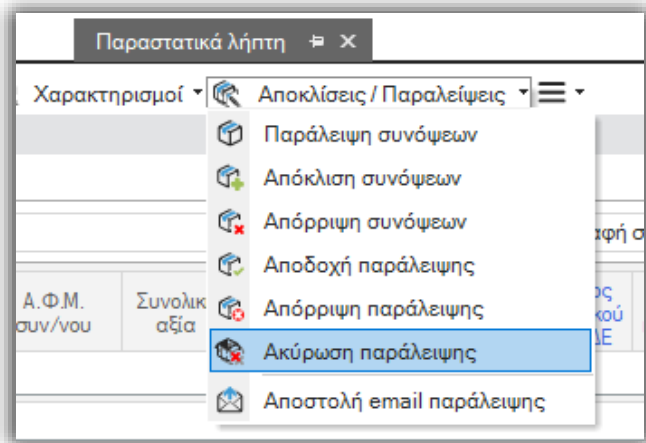 Παραστατικά λήπτη
Χαρακτηρισμοί
Αποκλίσεις / Παραλείψεις
Παράλειψη συνόψεων
Απόκλιση συνόψεων
Απόρριψη συνόψεων
Αποδοχή παράλειψης
Απόρριψη παράλειψης
Ακύρωση παράλειψης
Αποστολή email παράλειψης
Α.Φ.Μ.
συν/νου
Συνολικ
αξία